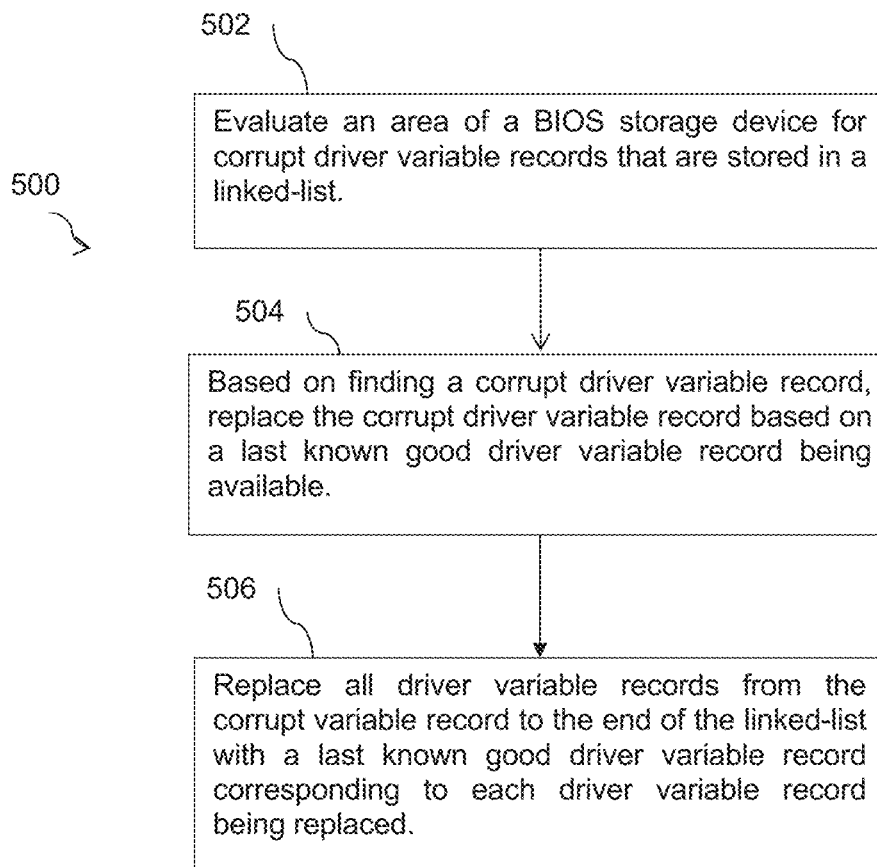 502
Evaluate an area of a BIOS storage device for
corrupt driver variable records that are stored in a
linked-list.
500
504
Based on finding a corrupt driver variable record,
replace the corrupt driver variable record based on
a last known good driver variable record being
available.
506
Replace all driver variable records from the
corrupt variable record to the end of the linked-list
with a last known good driver variable record
corresponding to each driver variable record
being replaced.